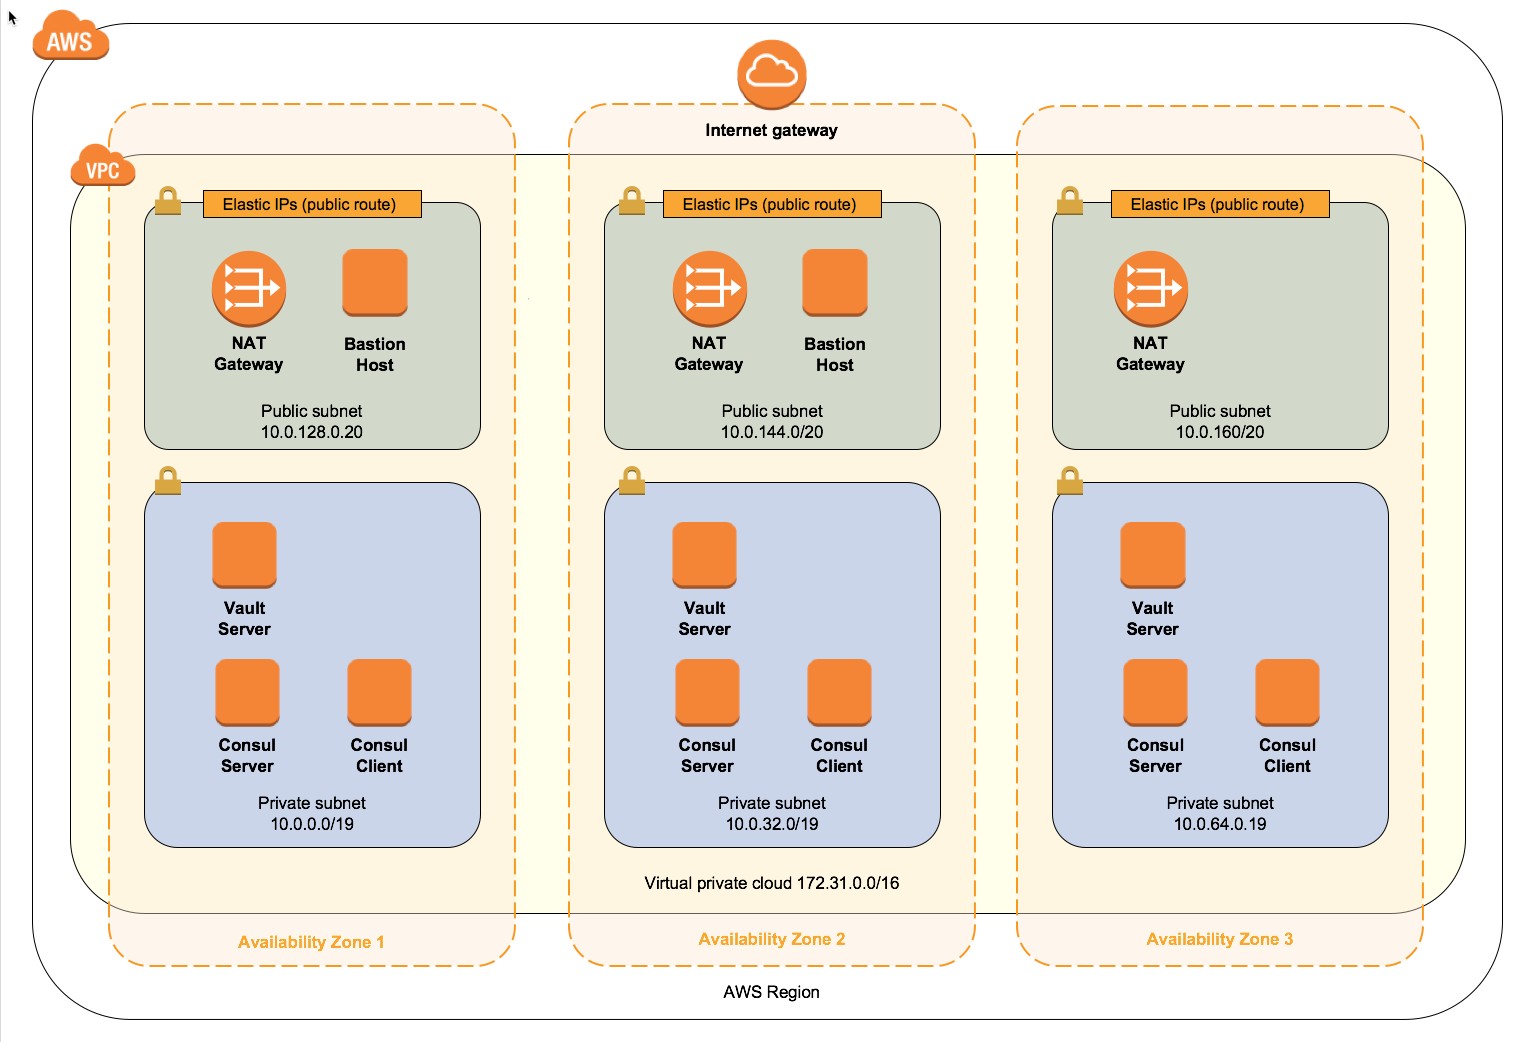 AWS
Internet gateway
VPC
Elastic IPs (public route)
Elastic IPs (public route)
Elastic IPs (public route)
NAT
Gateway
Bastion
Host
NAT
Gateway
Bastion
Host
NAT
Gateway
Public subnet
10.0.128.0.20
Public subnet
10.0.144.0/20
Public subnet
10.0.160/20
Vault
Server
Vault
Server
Vault
Server
Consul
Server
Consul
Client
Consul
Server
Consul
Client
Consul
Server
Consul
Client
Private subnet
10.0.0.0/19
Private subnet
10.0.32.0/19
Private subnet
10.0.64.0.19
Virtual private cloud 172.31.0.0/16
Availability Zone 1
Availability Zone 2
Availability Zone 3
AWS Region